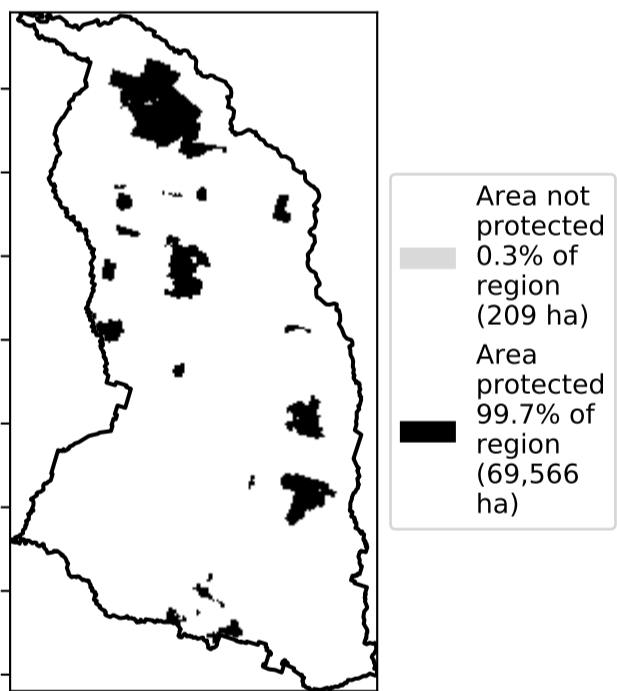 Area not
protected
0.3% of
region
(209 ha)
Area
protected
99.7% of
region
(69,566
ha)